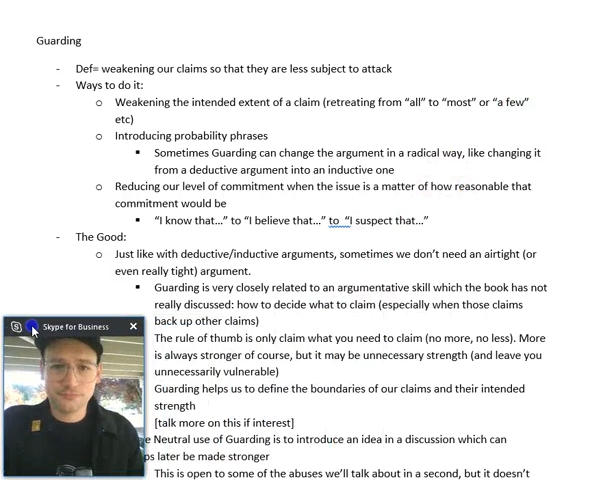 Guarding
- Def= weakening our claims so that they are less subject to attack
- Ways to do it:
o Weakening the intended extent of a claim (retreating from “all” to “most” or “a few”
etc)
o Introducing probability phrases
▪ Sometimes Guarding can change the argument in a radical way, like changing it
from a deductive argument into an inductive one
o Reducing our level of commitment when the issue is a matter of how reasonable that
commitment would be
▪ “I know that…” to “I believe that…” to “I suspect that…”
- The Good:
o Just like with deductive/inductive arguments, sometimes we don’t need an airtight (or
even really tight) argument.
▪ Guarding is very closely related to an argumentative skill which the book has not
really discussed: how to decide what to claim (especially when those claims
back up other claims)
Skype for Business
The rule of thumb is only claim what you need to claim (no more, no less). More
is always stronger of course, but it may be unnecessary strength (and leave you
unnecessarily vulnerable)
Guarding helps us to define the boundaries of our claims and their intended
strength
[talk more on this if interest]
e Neutral use of Guarding is to introduce an idea in a discussion which can
ps later be made stronger
This is open to some of the abuses we’ll talk about in a second, but it doesn’t